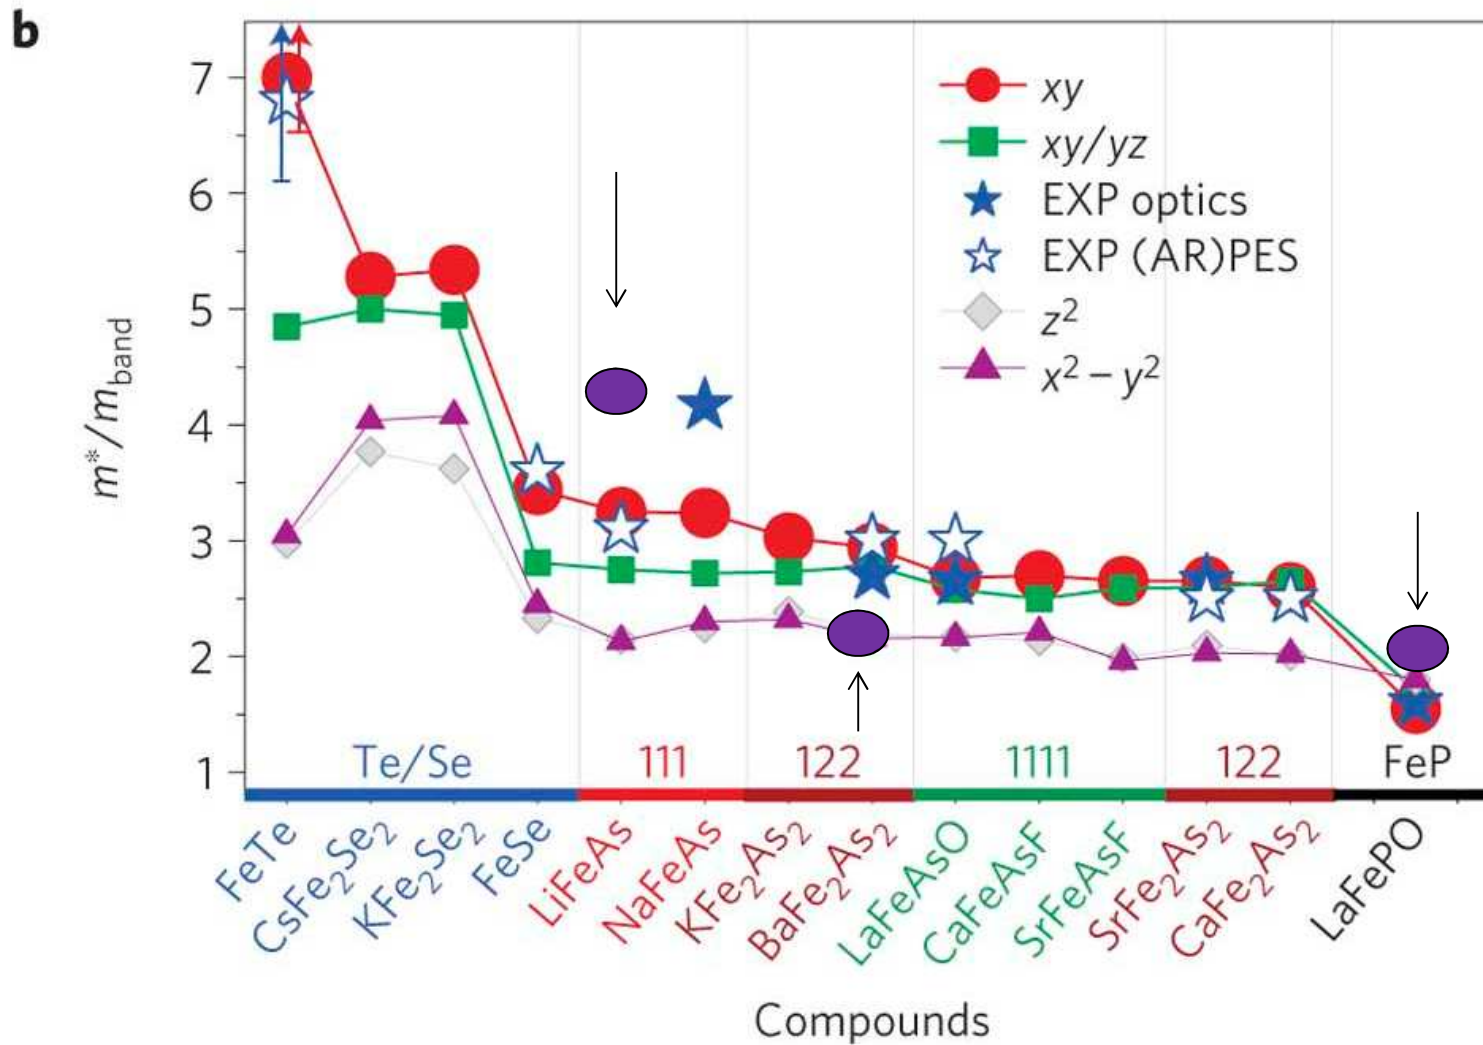 b
7
6
5
4
3
2
1
m*/m_band
xy
xy/yz
EXP optics
EXP (AR)PES
z²
x² – y²
Te/Se 111 122 1111 122 FeP
FeTe
CsFe₂Se₂
KFe₂Se₂
FeSe
LiFeAs
NaFeAs
KFe₂As₂
BaFe₂As₂
LaFeAsO
CaFeAsF
SrFeAsF
SrFe₂As₂
CaFe₂As₂
LaFePO
Compounds